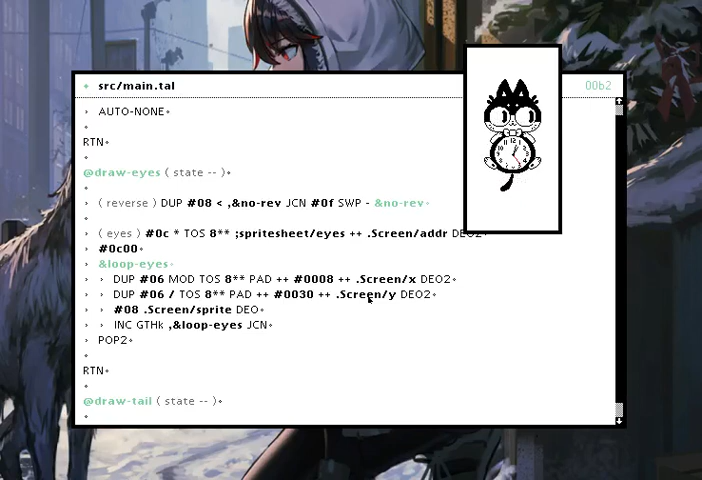 src/main.tal
00b2
AUTO-NONE
RTN
@draw-eyes ( state -- )
( reverse ) DUP #08 < ,&no-rev JCN #0f SWP - &no-rev
( eyes ) #0c * TOS 8** ;spritesheet/eyes ++ .Screen/addr DEO2
#0c00
&loop-eyes
DUP #06 MOD TOS 8** PAD ++ #0008 ++ .Screen/x DEO2
DUP #06 / TOS 8** PAD ++ #0030 ++ .Screen/y DEO2
#08 .Screen/sprite DEO
INC GTHk ,&loop-eyes JCN
POP2
RTN
@draw-tail ( state -- )